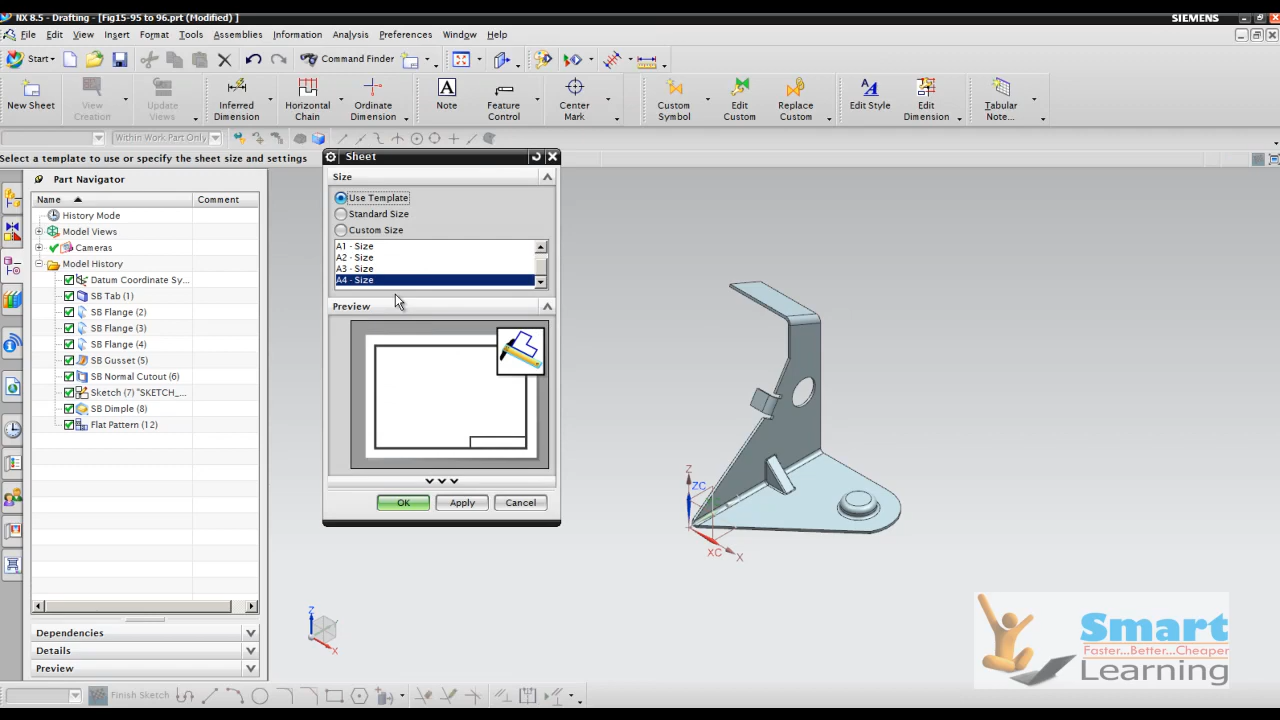 NX 8.5 - Drafting - [Fig15-95 to 96.prt (Modified) ]
SIEMENS
File Edit View Insert Format Tools Assemblies Information Analysis Preferences Window Help
Start Command Finder
New Sheet
View Creation
Update Views
Inferred Dimension
Horizontal Chain
Ordinate Dimension
Note
Feature Control
Center Mark
Custom Symbol
Edit Custom
Replace Custom
Edit Style
Edit Dimension
Tabular Note...
Within Work Part Only
Select a template to use or specify the sheet size and settings
Part Navigator
Name Comment
History Mode
Model Views
Cameras
Model History
Datum Coordinate Sy...
SB Tab (1)
SB Flange (2)
SB Flange (3)
SB Flange (4)
SB Gusset (5)
SB Normal Cutout (6)
Sketch (7) "SKETCH_...
SB Dimple (8)
Flat Pattern (12)
Dependencies
Details
Preview
Sheet
Size
Use Template
Standard Size
Custom Size
A1 - Size
A2 - Size
A3 - Size
A4 - Size
Preview
OK Apply Cancel
Z
ZC
XC
X
Z
X
Smart
Faster...Better...Cheaper
Learning
Finish Sketch